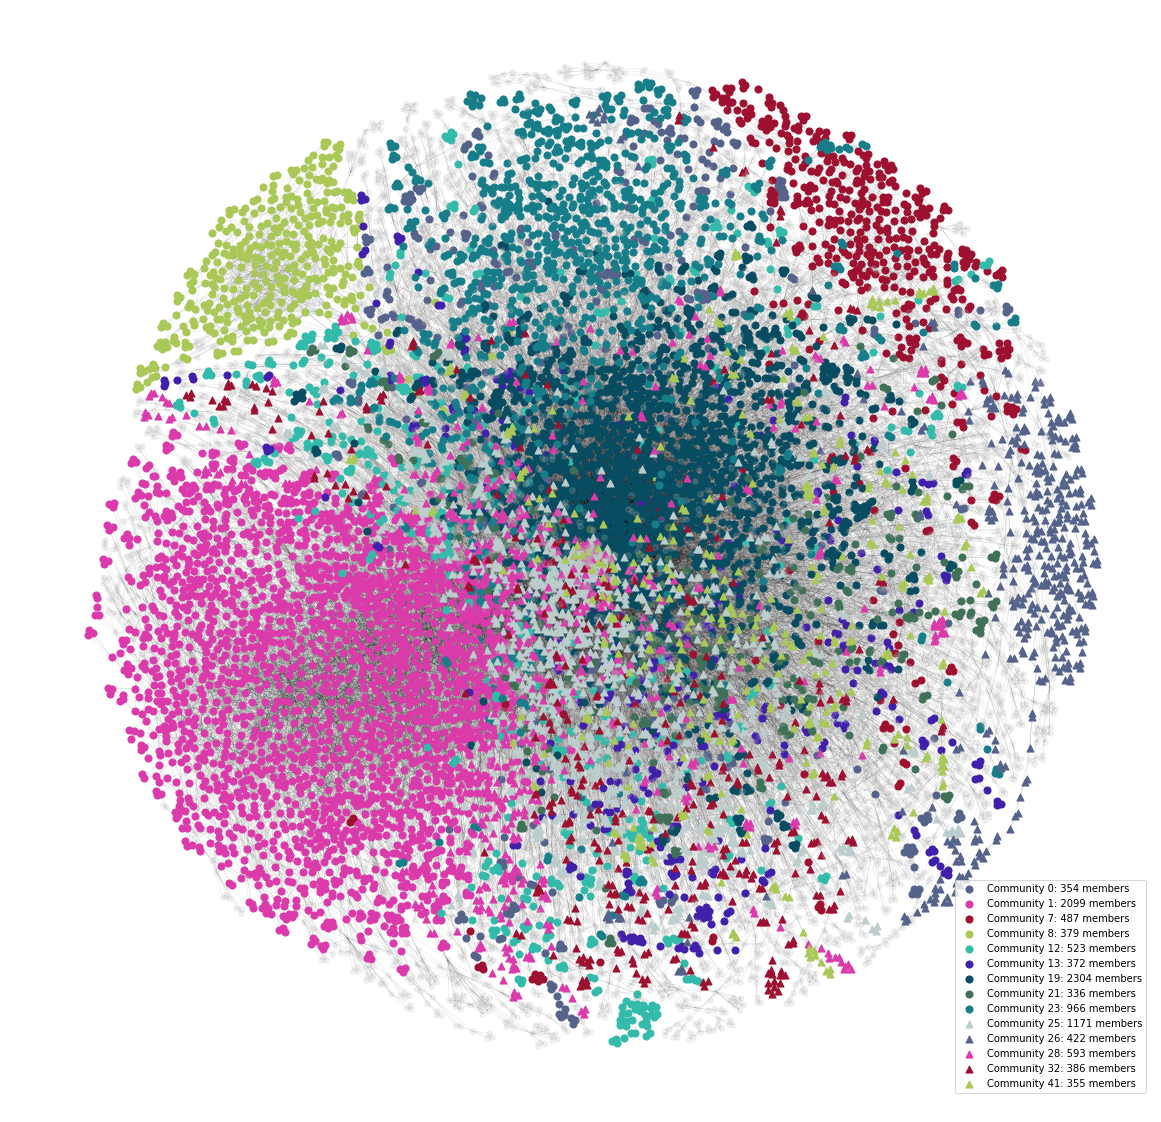 Community 0: 354 members
Community 1: 2099 members
Community 7: 487 members
Community 8: 379 members
Community 12: 523 members
Community 13: 372 members
Community 19: 2304 members
Community 21: 336 members
Community 23: 966 members
Community 25: 1171 members
Community 26: 422 members
Community 28: 593 members
Community 32: 386 members
Community 41: 355 members